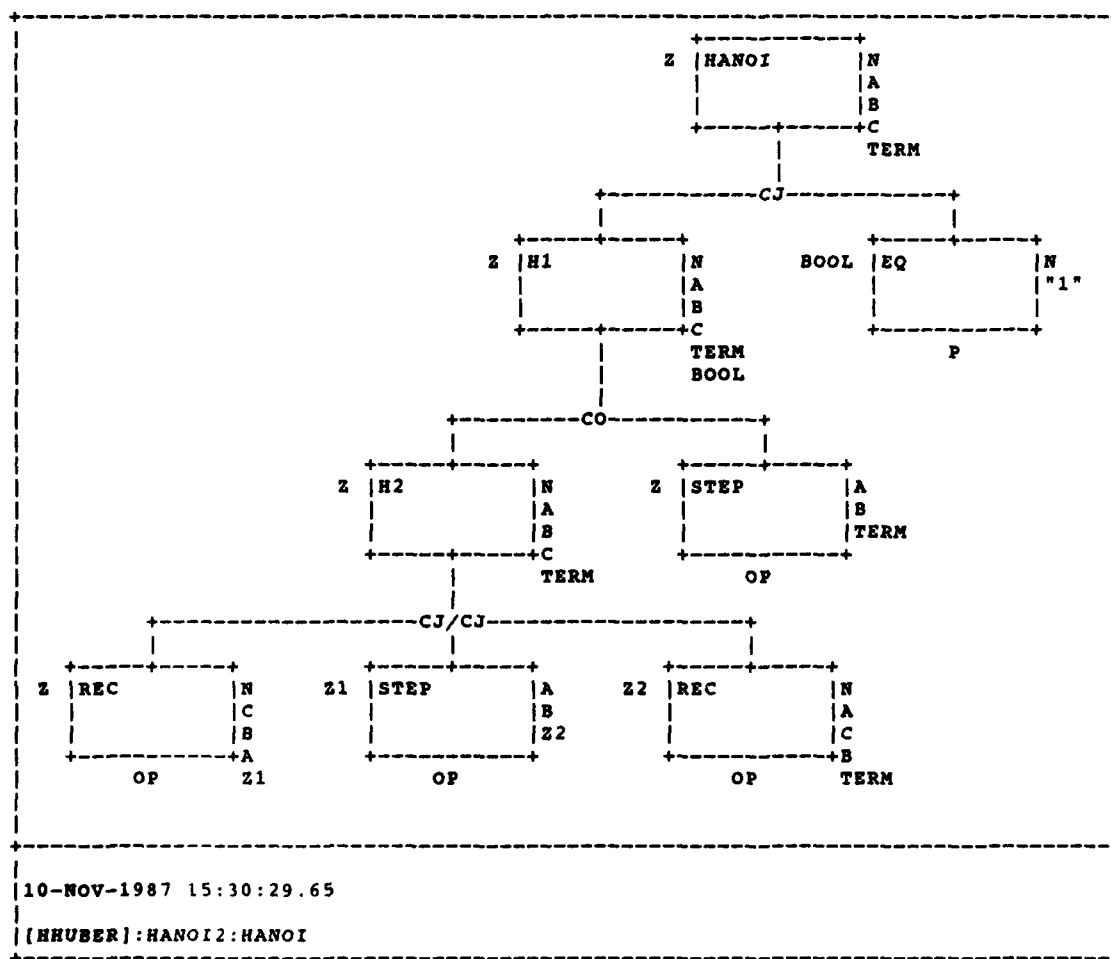 Z HANOI N
A
B
C
TERM
CJ
Z H1 N BOOL EQ N
A "1"
B
C
TERM P
BOOL
CO
Z H2 N Z STEP A
A B
B TERM
C
TERM OP
CJ/CJ
Z REC N Z1 STEP A Z2 REC N
C B A
B Z2 C
A B
OP Z1 OP OP TERM
10-NOV-1987 15:30:29.65
[HHUBER]:HANOI2:HANOI